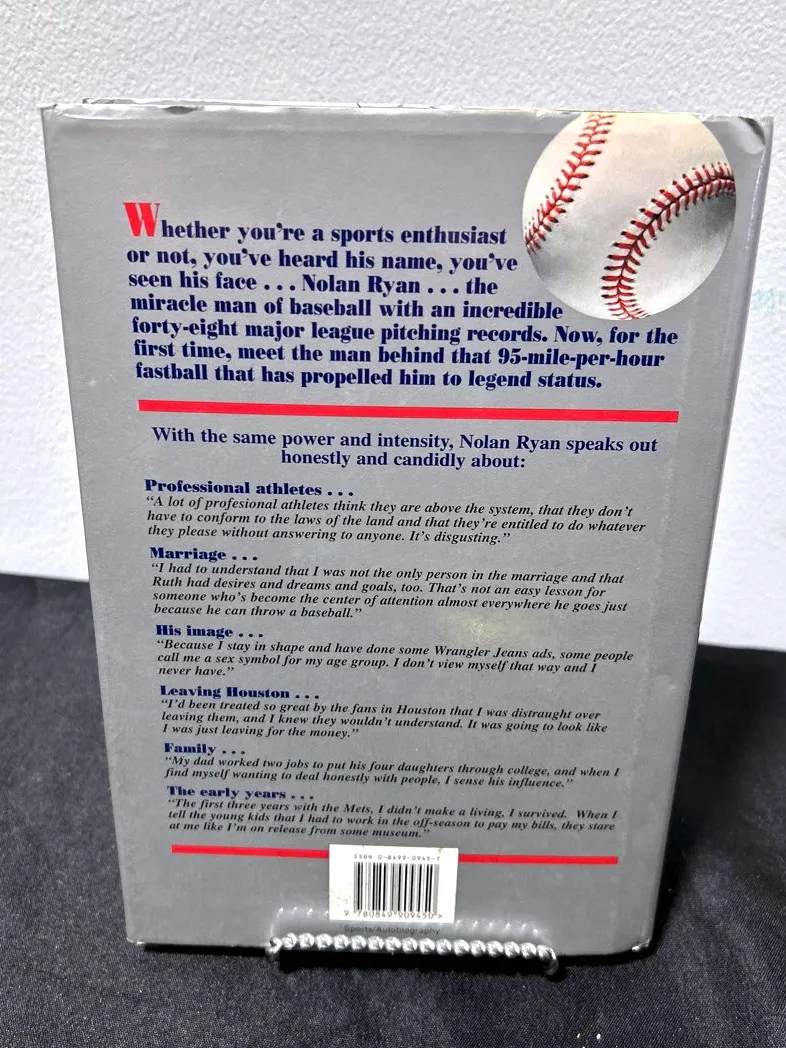 Whether you're a sports enthusiast
or not, you've heard his name, you've
seen his face . . . Nolan Ryan . . . the
miracle man of baseball with an incredible
forty-eight major league pitching records. Now, for the
first time, meet the man behind that 95-mile-per-hour
fastball that has propelled him to legend status.
With the same power and intensity, Nolan Ryan speaks out
honestly and candidly about:
Professional athletes . . .
“A lot of profesional athletes think they are above the system, that they don't
have to conform to the laws of the land and that they're entitled to do whatever
they please without answering to anyone. It's disgusting.”
Marriage . . .
“I had to understand that I was not the only person in the marriage and that
Ruth had desires and dreams and goals, too. That's not an easy lesson for
someone who's become the center of attention almost everywhere he goes just
because he can throw a baseball.”
His image . . .
“Because I stay in shape and have done some Wrangler Jeans ads, some people
call me a sex symbol for my age group. I don't view myself that way and I
never have.”
Leaving Houston . . .
“I'd been treated so great by the fans in Houston that I was distraught over
leaving them, and I knew they wouldn't understand. It was going to look like
I was just leaving for the money.”
Family . . .
“My dad worked two jobs to put his four daughters through college, and when I
find myself wanting to deal honestly with people, I sense his influence.”
The early years . . .
“The first three years with the Mets, I didn't make a living, I survived. When I
tell the young kids that I had to work in the off-season to pay my bills, they stare
at me like I'm on release from some museum.”
ISBN 0-8499-0945-7
9 780849 909450 >
Sports/Autobiography